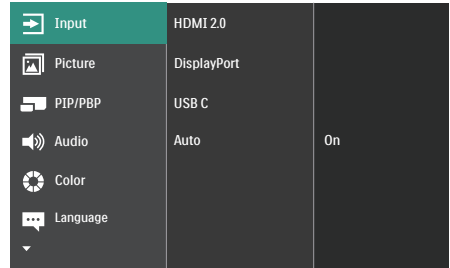 Input
HDMI 2.0
Picture
DisplayPort
PIP/PBP
USB C
Audio
Auto
On
Color
Language